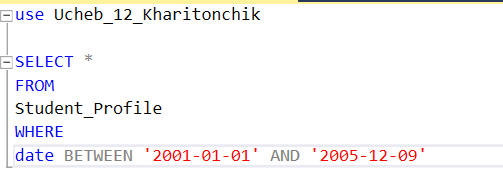 use Ucheb_12_Kharitonchik
SELECT *
FROM
Student_Profile
WHERE
date BETWEEN '2001-01-01' AND '2005-12-09'